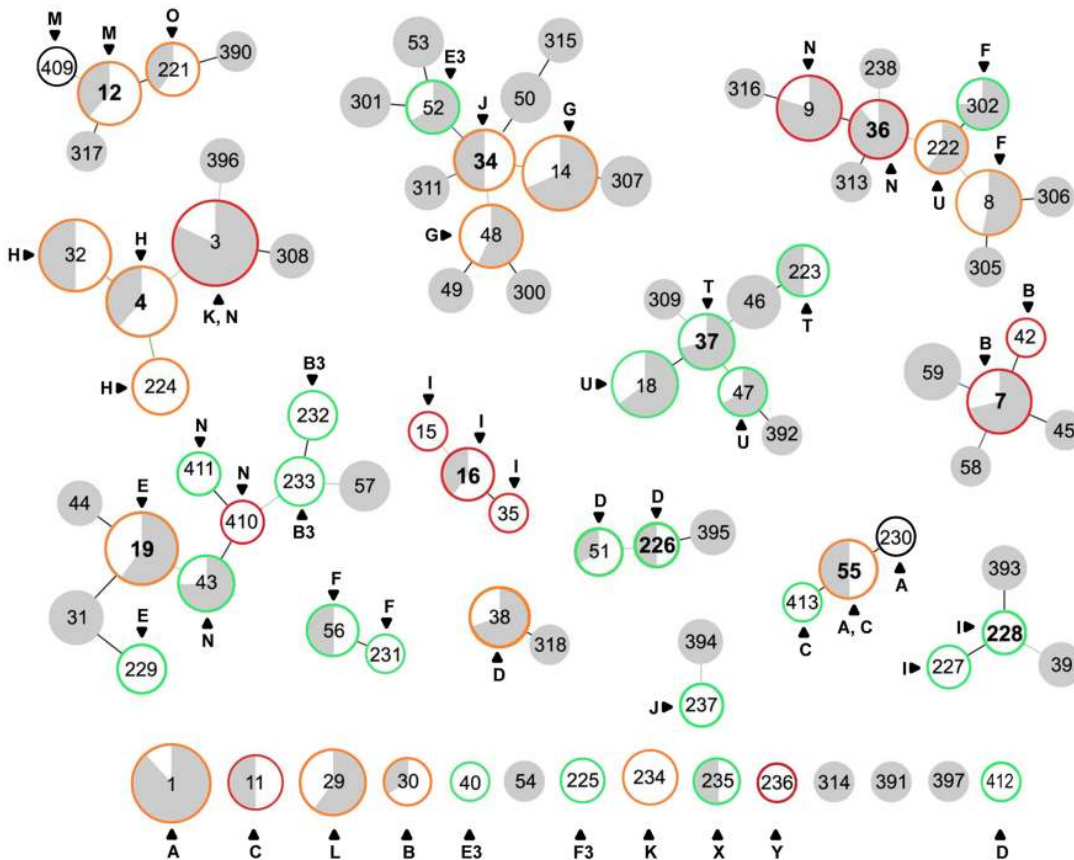 M
409
M
12
O
221
390
317
53
E3
301
52
315
50
J
34
G
14
307
311
G
48
49
300
N
316
9
238
36
N
313
F
302
222
U
F
8
306
305
396
H
32
H
4
3
308
K, N
H
224
T
223
T
309
46
37
U
18
47
U
392
B
42
B
59
7
45
58
B3
232
N
411
N
410
233
B3
57
44
E
19
43
N
31
E
229
I
15
I
16
I
35
D
51
D
226
395
230
A
55
A, C
413
C
393
I
228
I
227
39
F
56
F
231
38
D
318
394
J
237
1 11 29 30 40 54 225 234 235 236 314 391 397 412
A C L B E3 F3 K X Y D